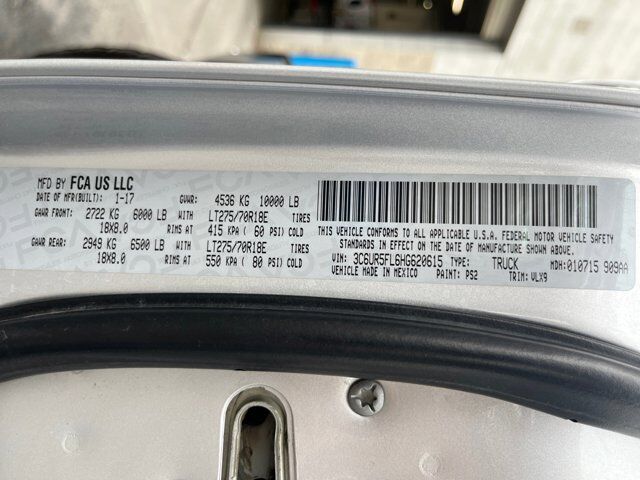 MFD BY FCA US LLC
DATE OF MFR(BUILT): 1-17 GVWR: 4536 KG 10000 LB
GAWR FRONT: 2722 KG 6000 LB WITH LT275/70R18E TIRES
18X8.0 RIMS AT 415 KPA ( 60 PSI) COLD
GAWR REAR: 2949 KG 6500 LB WITH LT275/70R18E TIRES
18X8.0 RIMS AT 550 KPA ( 80 PSI) COLD
THIS VEHICLE CONFORMS TO ALL APPLICABLE U.S.A. FEDERAL MOTOR VEHICLE SAFETY
STANDARDS IN EFFECT ON THE DATE OF MANUFACTURE SHOWN ABOVE.
VIN: 3C6UR5FL6HG620615 TYPE: TRUCK MDH: 010715 909AA
VEHICLE MADE IN MEXICO PAINT: PS2 TRIM: VLX9